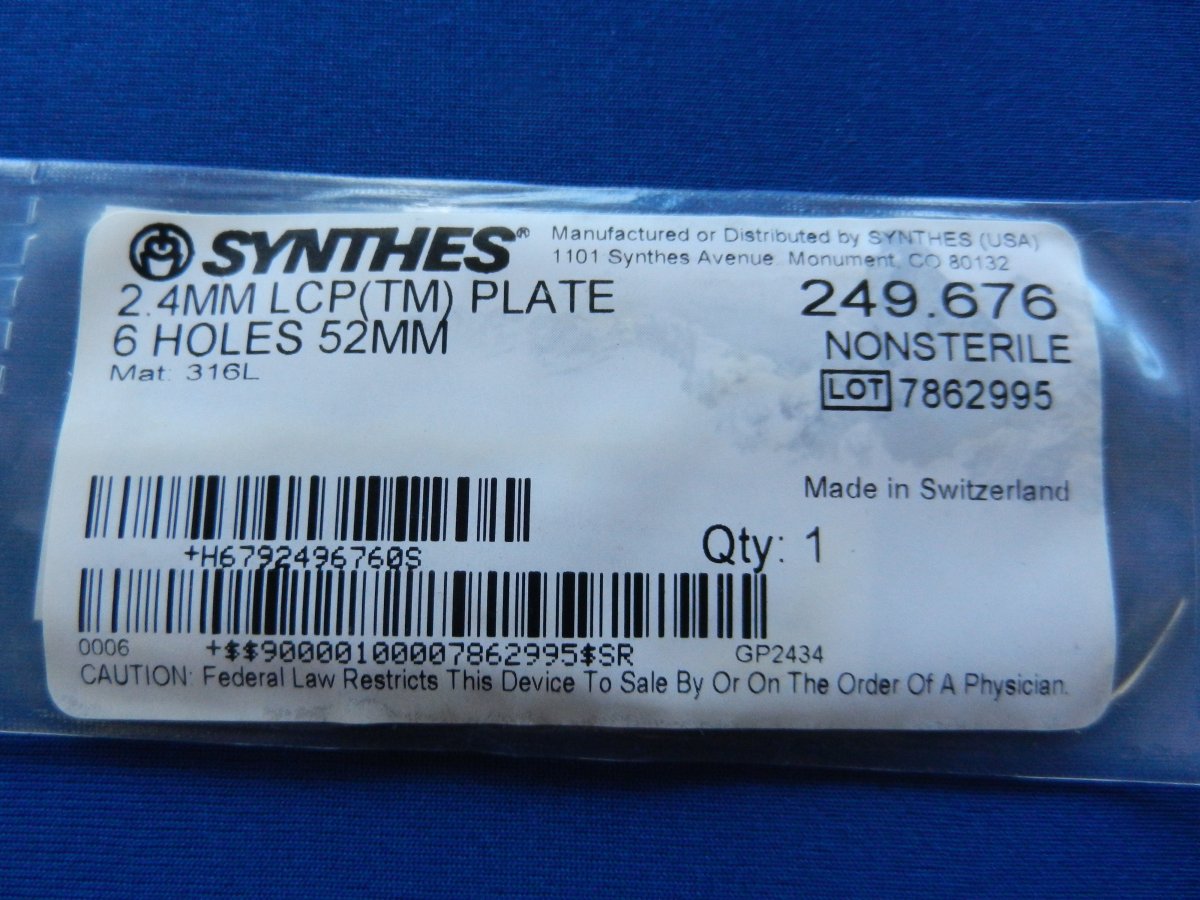 SYNTHES®
Manufactured or Distributed by SYNTHES (USA)
1101 Synthes Avenue. Monument, CO 80132
2.4MM LCP(TM) PLATE
249.676
6 HOLES 52MM
NONSTERILE
Mat: 316L
LOT 7862995
Made in Switzerland
+H6792496760S
Qty: 1
0006
+$$90000100007862995$SR
GP2434
CAUTION: Federal Law Restricts This Device To Sale By Or On The Order Of A Physician.